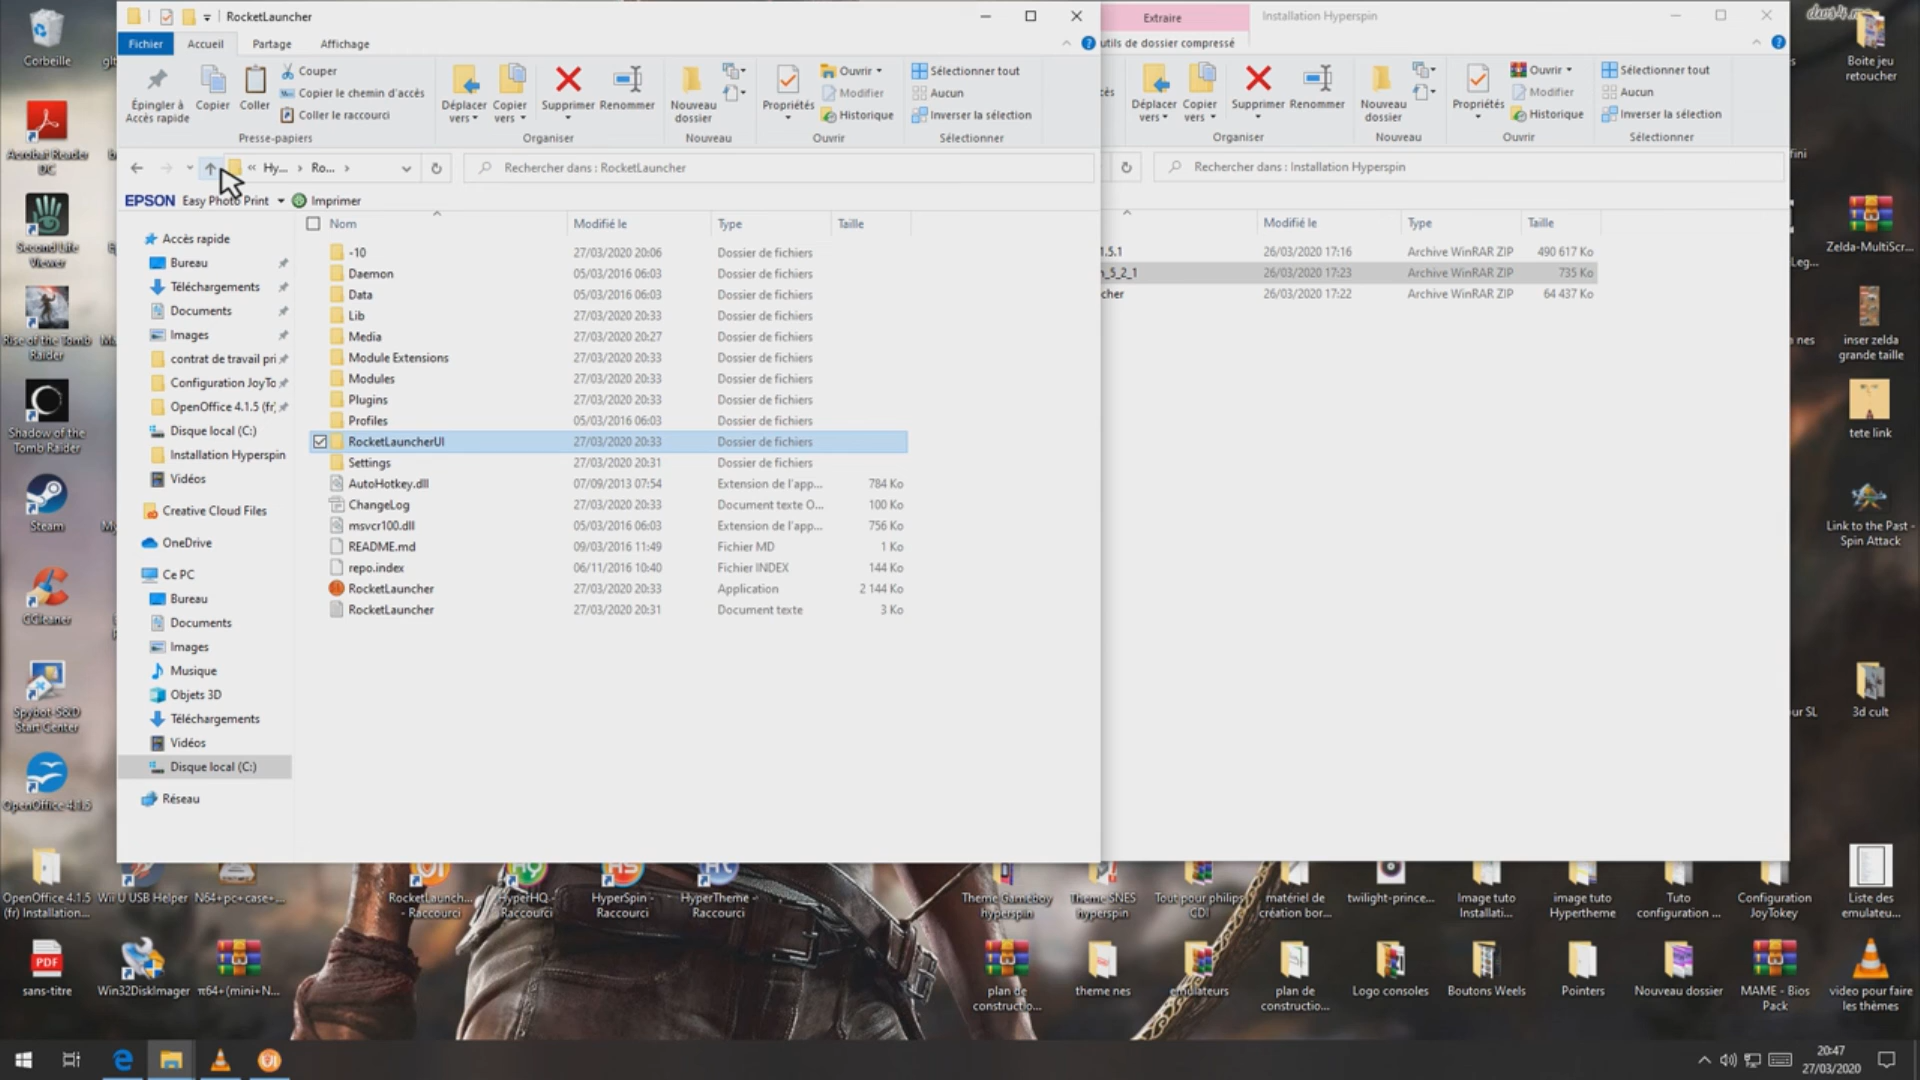 RocketLauncher
Fichier Accueil Partage Affichage
Épingler à
Accès rapide
Copier
Coller
Couper
Copier le chemin d'accès
Coller le raccourci
Déplacer
vers
Copier
vers
Supprimer
Renommer
Nouveau
dossier
Propriétés
Ouvrir
Modifier
Historique
Sélectionner tout
Aucun
Inverser la sélection
Presse-papiers Organiser Nouveau Ouvrir Sélectionner
« Hy... › Ro... ›
Rechercher dans : RocketLauncher
EPSON Easy Photo Print Imprimer
Accès rapide
Bureau
Téléchargements
Documents
Images
contrat de travail pri
Configuration JoyTo
OpenOffice 4.1.5 (fr)
Disque local (C:)
Installation Hyperspin
Vidéos
Creative Cloud Files
OneDrive
Ce PC
Bureau
Documents
Images
Musique
Objets 3D
Téléchargements
Vidéos
Disque local (C:)
Réseau
Nom Modifié le Type Taille
-10 27/03/2020 20:06 Dossier de fichiers
Daemon 05/03/2016 06:03 Dossier de fichiers
Data 05/03/2016 06:03 Dossier de fichiers
Lib 27/03/2020 20:33 Dossier de fichiers
Media 27/03/2020 20:27 Dossier de fichiers
Module Extensions 27/03/2020 20:33 Dossier de fichiers
Modules 27/03/2020 20:33 Dossier de fichiers
Plugins 27/03/2020 20:33 Dossier de fichiers
Profiles 05/03/2016 06:03 Dossier de fichiers
RocketLauncherUI 27/03/2020 20:33 Dossier de fichiers
Settings 27/03/2020 20:31 Dossier de fichiers
AutoHotkey.dll 07/09/2013 07:54 Extension de l'app... 784 Ko
ChangeLog 27/03/2020 20:33 Document texte O... 100 Ko
msvcr100.dll 05/03/2016 06:03 Extension de l'app... 756 Ko
README.md 09/03/2016 11:49 Fichier MD 1 Ko
repo.index 06/11/2016 10:40 Fichier INDEX 144 Ko
RocketLauncher 27/03/2020 20:33 Application 2 144 Ko
RocketLauncher 27/03/2020 20:31 Document texte 3 Ko
Extraire Installation Hyperspin
utils de dossier compressé
cès
Déplacer
vers
Copier
vers
Supprimer
Renommer
Nouveau
dossier
Propriétés
Ouvrir
Modifier
Historique
Sélectionner tout
Aucun
Inverser la sélection
Organiser Nouveau Ouvrir Sélectionner
Rechercher dans : Installation Hyperspin
Modifié le Type Taille
1.5.1 26/03/2020 17:16 Archive WinRAR ZIP 490 617 Ko
_5_2_1 26/03/2020 17:23 Archive WinRAR ZIP 735 Ko
cher 26/03/2020 17:22 Archive WinRAR ZIP 64 437 Ko
Corbeille
Acrobat Reader
DC
Second Life
Viewer
Rise of the Tomb
Raider
Shadow of the
Tomb Raider
Steam
CCleaner
Spybot-S&D
Start Center
OpenOffice 4.1.5
OpenOffice 4.1.5
(fr) Installation...
Wii U USB Helper
N64+pc+case+...
RocketLaunch...
- Raccourci
HyperHQ -
Raccourci
HyperSpin -
Raccourci
HyperTheme -
Raccourci
Theme Gameboy
hyperspin
Theme SNES
hyperspin
Tout pour philips
CDI
matériel de
création bor...
twilight-prince...
Image tuto
Installati...
image tuto
Hypertheme
Tuto
configuration ...
Configuration
JoyTokey
Liste des
emulateu...
PDF
sans-titre
Win32DiskImager
π64+(mini+N...
plan de
constructio...
theme nes
emulateurs
plan de
constructio...
Logo consoles
Boutons Weels
Pointers
Nouveau dossier
MAME - Bios
Pack
video pour faire
les thèmes
Boite jeu
retoucher
fini
Zelda-MultiScr...
Leg...
nes
inser zelda
grande taille
tete link
Link to the Past -
Spin Attack
ur SL
3d cult
20:47
27/03/2020